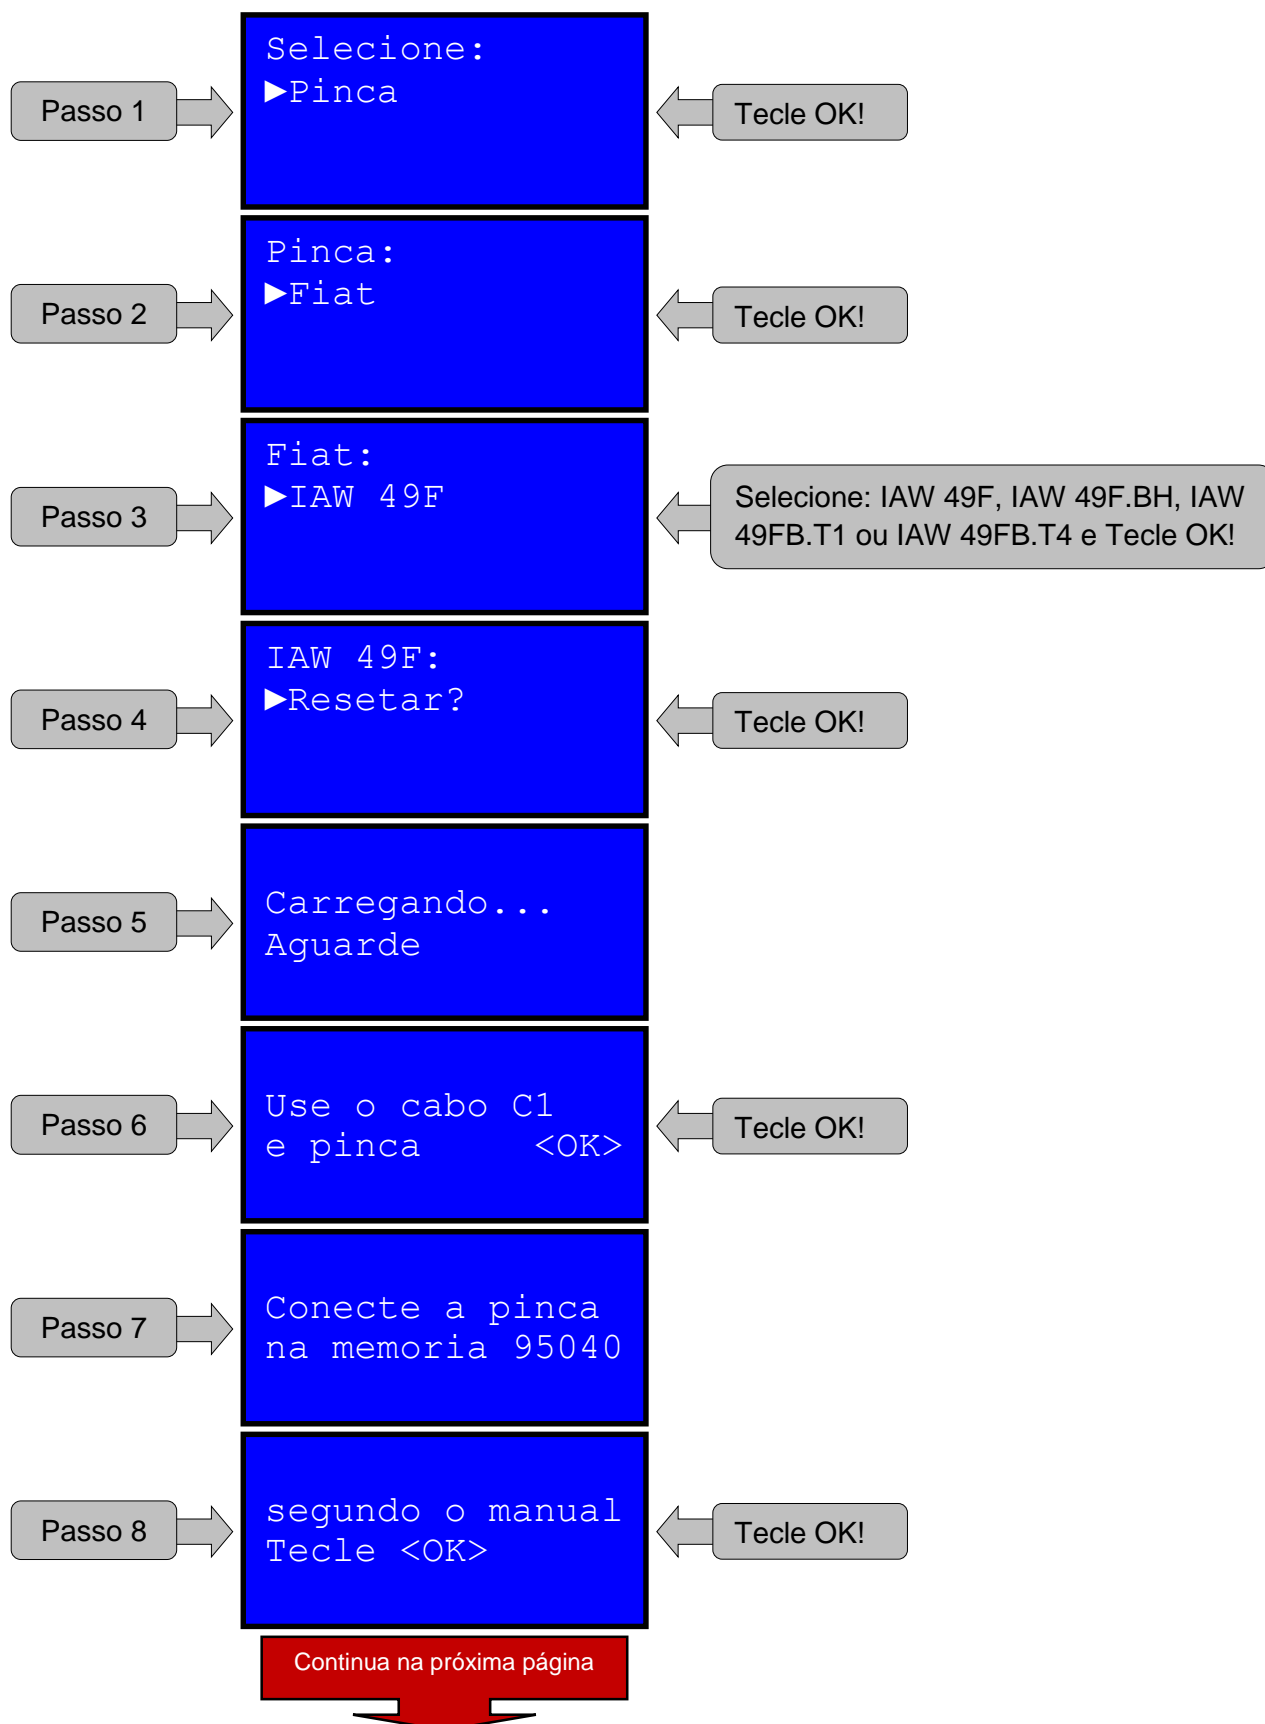 Passo 1
Selecione:
►Pinca
Tecle OK!
Passo 2
Pinca:
►Fiat
Tecle OK!
Passo 3
Fiat:
►IAW 49F
Selecione: IAW 49F, IAW 49F.BH, IAW
49FB.T1 ou IAW 49FB.T4 e Tecle OK!
Passo 4
IAW 49F:
►Resetar?
Tecle OK!
Passo 5
Carregando...
Aguarde
Passo 6
Use o cabo C1
e pinca <OK>
Tecle OK!
Passo 7
Conecte a pinca
na memoria 95040
Passo 8
segundo o manual
Tecle <OK>
Tecle OK!
Continua na próxima página